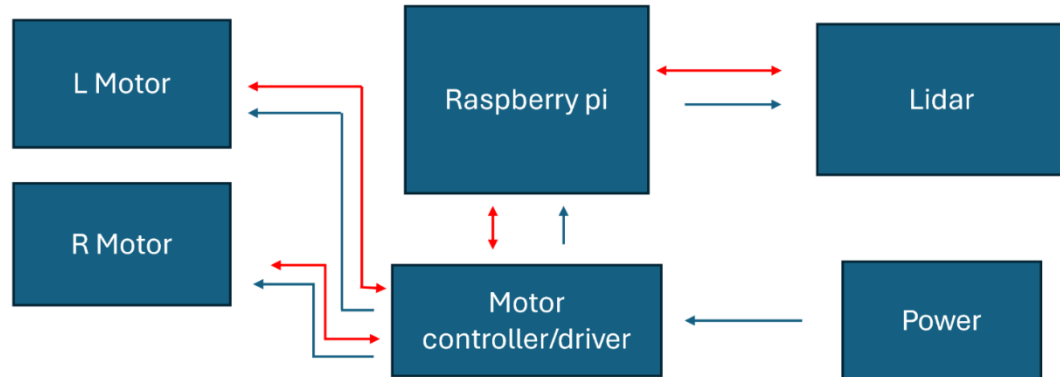 L Motor
Raspberry pi
Lidar
R Motor
Motor
controller/driver
Power